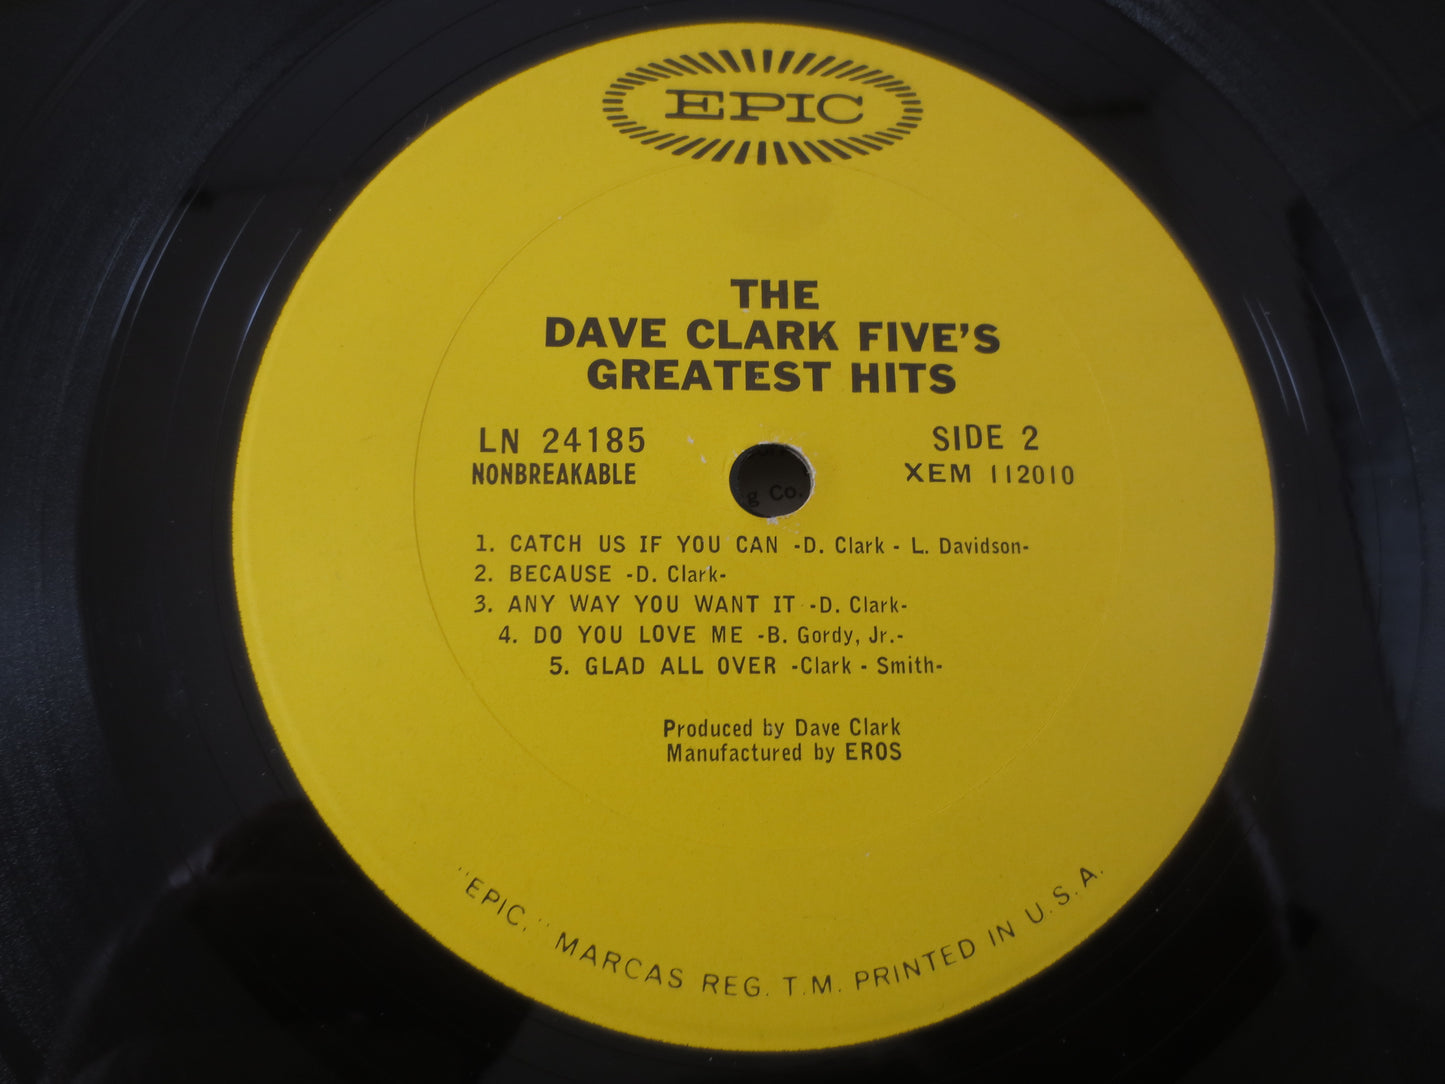 EPIC
THE
DAVE CLARK FIVE'S
GREATEST HITS
LN 24185 SIDE 2
NONBREAKABLE XEM 112010
g Co.
1. CATCH US IF YOU CAN -D. Clark - L. Davidson-
2. BECAUSE -D. Clark-
3. ANY WAY YOU WANT IT -D. Clark-
4. DO YOU LOVE ME -B. Gordy, Jr.-
5. GLAD ALL OVER -Clark - Smith-
Produced by Dave Clark
Manufactured by EROS
"EPIC," MARCAS REG. T.M. PRINTED IN U.S.A.